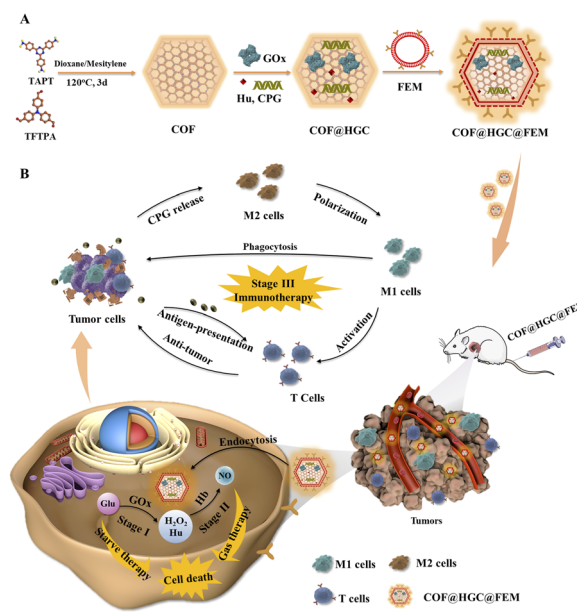 A
TAPT
TFTPA
Dioxane/Mesitylene
120°C, 3d
COF
GOx
Hu, CPG
COF@HGC
FEM
COF@HGC@FEM
B
CPG release
M2 cells
Polarization
Phagocytosis
M1 cells
Tumor cells
Stage III
Immunotherapy
Antigen-presentation
Anti-tumor
Activation
T Cells
COF@HGC@FE
Endocytosis
Glu
GOx
Stage I
H₂O₂
Hu
Hb
Stage II
NO
Starve therapy
Cell death
Gas therapy
Tumors
M1 cells
M2 cells
T cells
COF@HGC@FEM